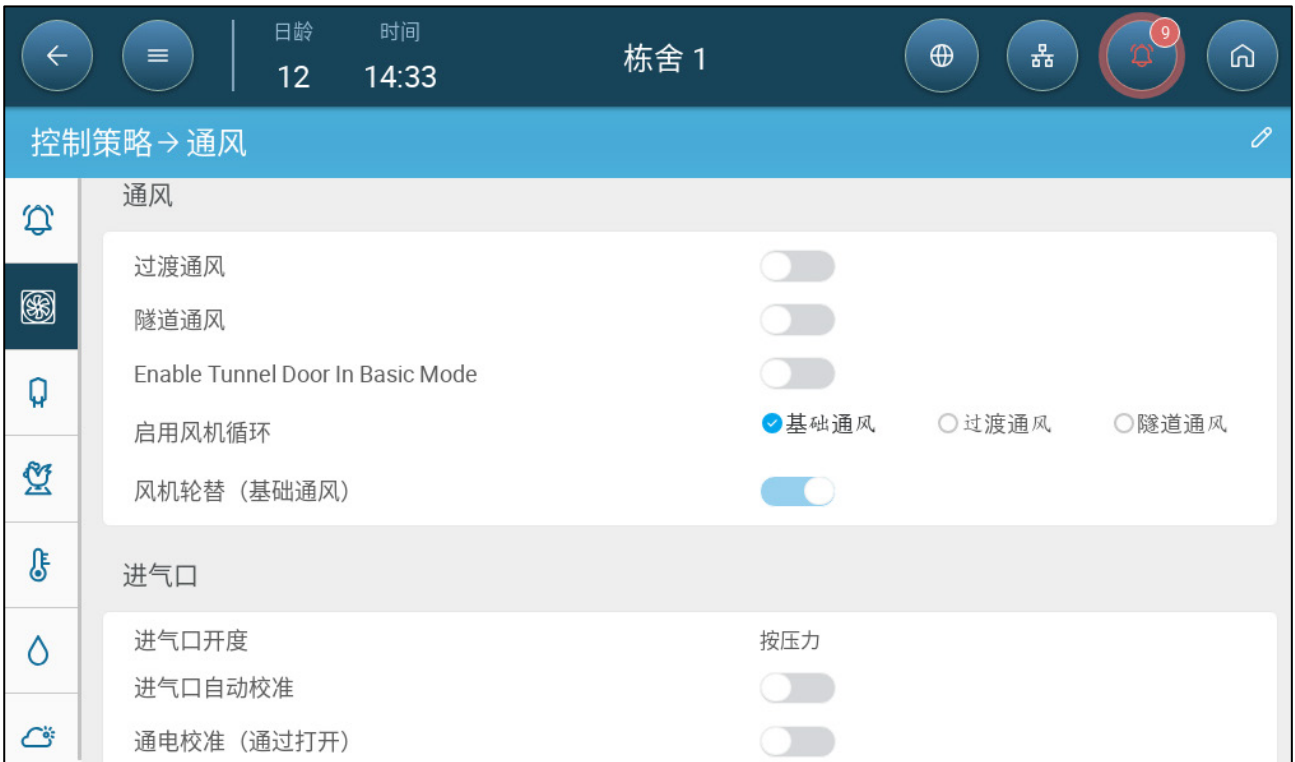 日龄 时间
12 14:33 栋舍 1 9
控制策略→通风
通风
过渡通风
隧道通风
Enable Tunnel Door In Basic Mode
启用风机循环 基础通风 过渡通风 隧道通风
风机轮替（基础通风）
进气口
进气口开度 按压力
进气口自动校准
通电校准（通过打开）